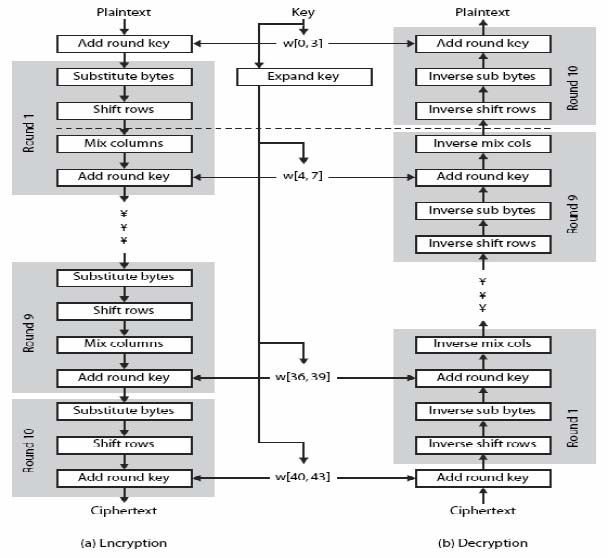 Plaintext
Add round key
Round 1
Substitute bytes
Shift rows
Mix columns
Add round key
¥
¥
¥
Round 9
Substitute bytes
Shift rows
Mix columns
Add round key
Round 10
Substitute bytes
Shift rows
Add round key
Ciphertext
(a) Encryption
Key
w[0, 3]
Expand key
w[4, 7]
w[36, 39]
w[40, 43]
Plaintext
Add round key
Round 10
Inverse sub bytes
Inverse shift rows
Inverse mix cols
Round 9
Add round key
Inverse sub bytes
Inverse shift rows
¥
¥
¥
Inverse mix cols
Round 1
Add round key
Inverse sub bytes
Inverse shift rows
Add round key
Ciphertext
(b) Decryption